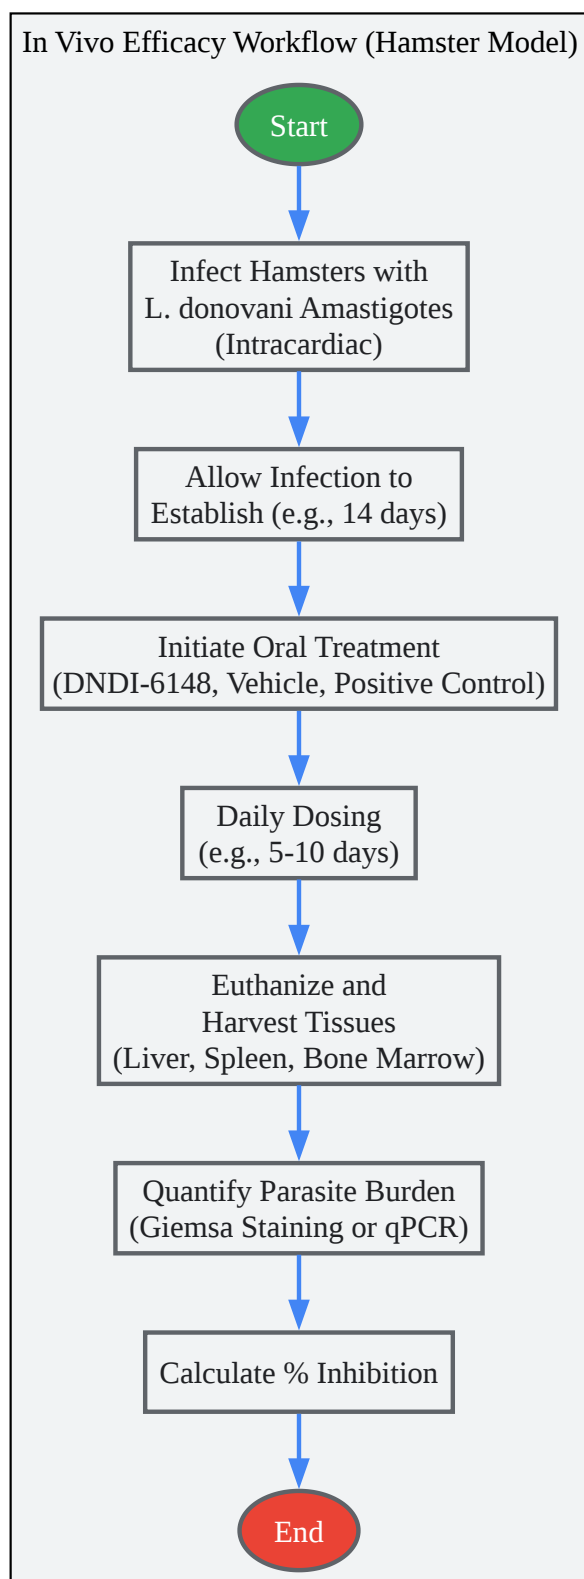 In Vivo Efficacy Workflow (Hamster Model)
Start
Infect Hamsters with
L. donovani Amastigotes
(Intracardiac)
Allow Infection to
Establish (e.g., 14 days)
Initiate Oral Treatment
(DNDI-6148, Vehicle, Positive Control)
Daily Dosing
(e.g., 5-10 days)
Euthanize and
Harvest Tissues
(Liver, Spleen, Bone Marrow)
Quantify Parasite Burden
(Giemsa Staining or qPCR)
Calculate % Inhibition
End